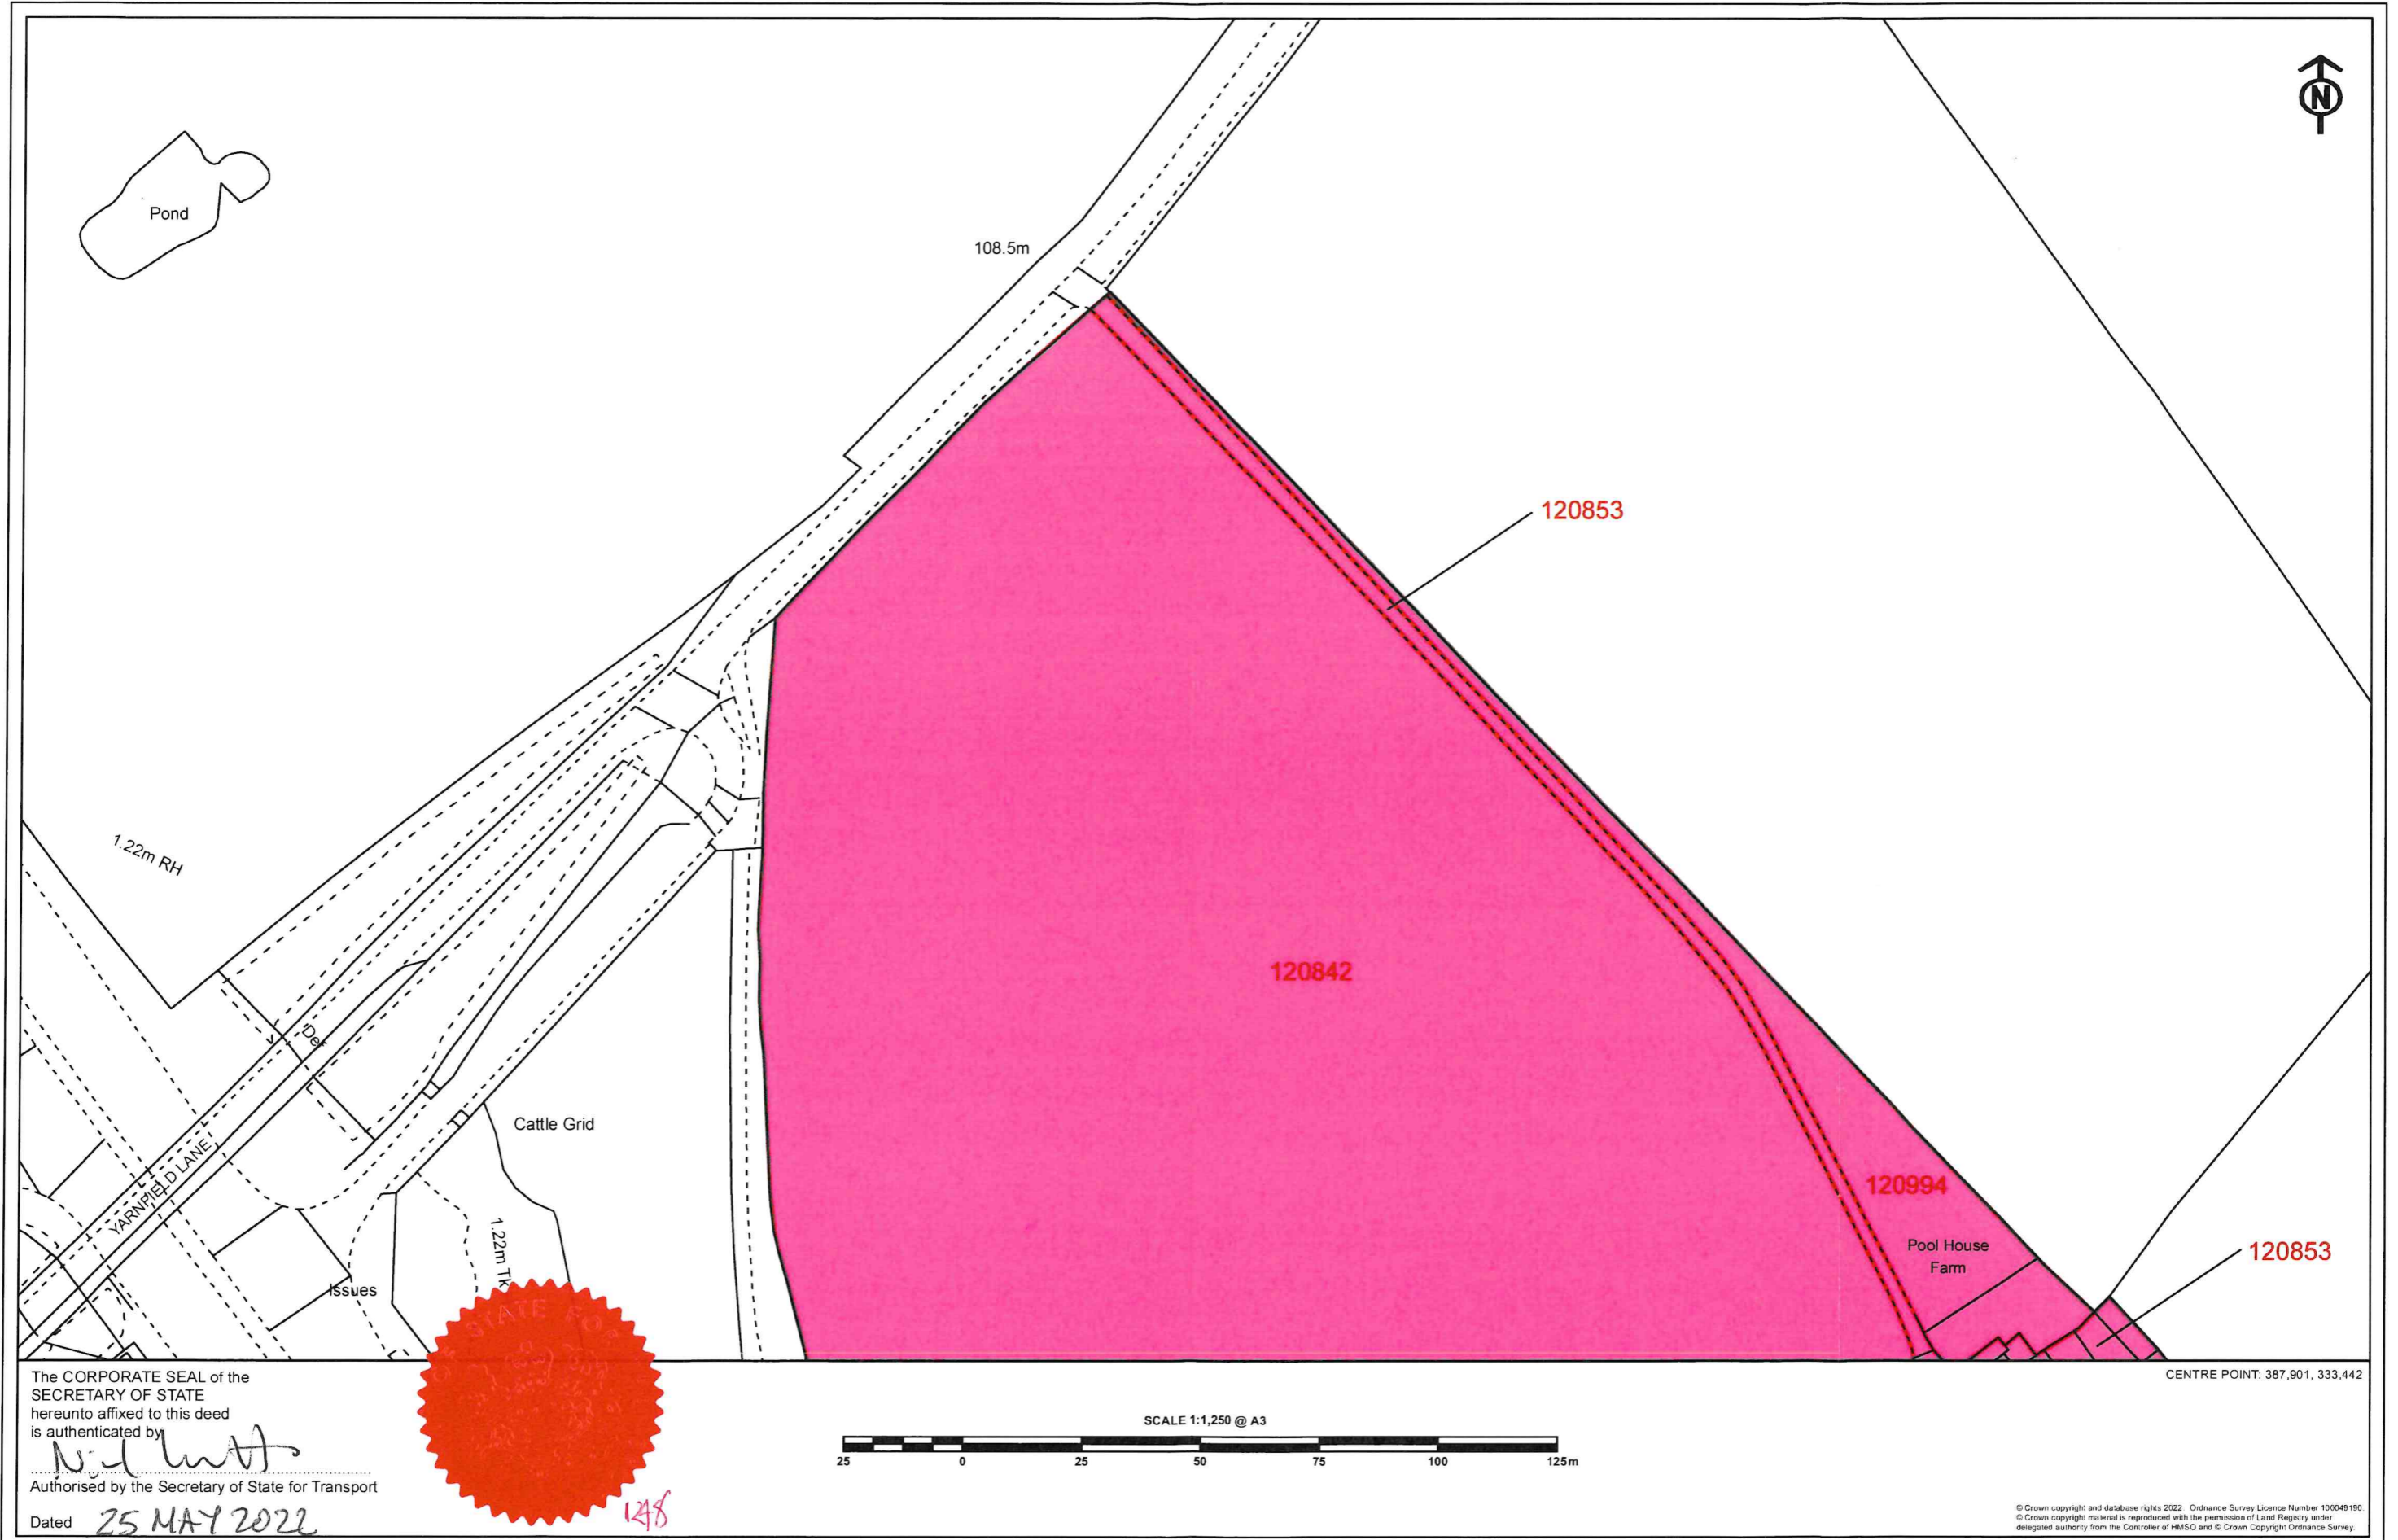 N
Pond
108.5m
120853
1.22m RH
120842
Def
Cattle Grid
YARNFIELD LANE
120994
1.22m Tk
Pool House
Farm
120853
Issues
STATE FOR
The CORPORATE SEAL of the
SECRETARY OF STATE
hereunto affixed to this deed
is authenticated by
Authorised by the Secretary of State for Transport
Dated 25 MAY 2022
CENTRE POINT: 387,901, 333,442
SCALE 1:1,250 @ A3
25 0 25 50 75 100 125m
© Crown copyright and database rights 2022. Ordnance Survey Licence Number 100049190.
© Crown copyright material is reproduced with the permission of Land Registry under
delegated authority from the Controller of HMSO and © Crown Copyright Ordnance Survey.